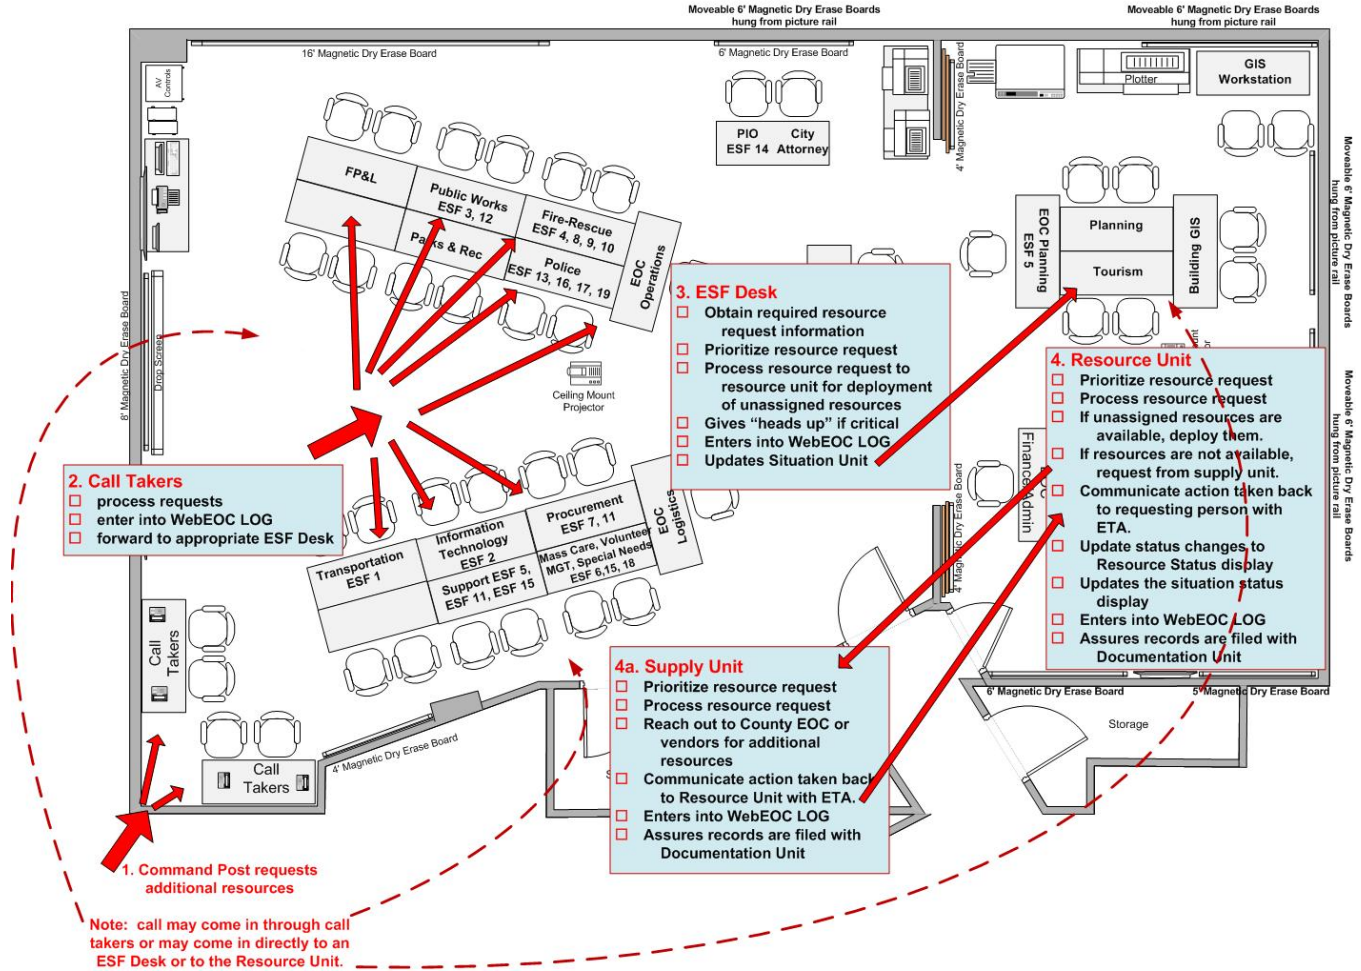 Moveable 6' Magnetic Dry Erase Boards
hung from picture rail
Moveable 6' Magnetic Dry Erase Boards
hung from picture rail
16' Magnetic Dry Erase Board
6' Magnetic Dry Erase Board
4' Magnetic Dry Erase Board
AV
Controls
Plotter
GIS
Workstation
PIO
ESF 14
City
Attorney
FP&L
Public Works
ESF 3, 12
Fire-Rescue
ESF 4, 8, 9, 10
Parks & Rec
Police
ESF 13, 16, 17, 19
EOC
Operations
EOC Planning
ESF 5
Planning
Tourism
Building GIS
Moveable 6' Magnetic Dry Erase Boards
hung from picture rail
8' Magnetic Dry Erase Board
Drop Screen
Ceiling Mount
Projector
3. ESF Desk
Obtain required resource
request information
Prioritize resource request
Process resource request to
resource unit for deployment
of unassigned resources
Gives “heads up” if critical
Enters into WebEOC LOG
Updates Situation Unit
4. Resource Unit
Prioritize resource request
Process resource request
If unassigned resources are
available, deploy them.
If resources are not available,
request from supply unit.
Communicate action taken back
to requesting person with
ETA.
Update status changes to
Resource Status display
Updates the situation status
display
Enters into WebEOC LOG
Assures records are filed with
Documentation Unit
Moveable 6' Magnetic Dry Erase Boards
hung from picture rail
Finance/Admin
2. Call Takers
process requests
enter into WebEOC LOG
forward to appropriate ESF Desk
Transportation
ESF 1
Information
Technology
ESF 2
Procurement
ESF 7, 11
Support ESF 5,
ESF 11, ESF 15
Mass Care, Volunteer
MGT, Special Needs
ESF 6,15, 18
EOC
Logistics
4' Magnetic Dry Erase Board
Call
Takers
Call
Takers
4' Magnetic Dry Erase Board
4a. Supply Unit
Prioritize resource request
Process resource request
Reach out to County EOC or
vendors for additional
resources
Communicate action taken back
to Resource Unit with ETA.
Enters into WebEOC LOG
Assures records are filed with
Documentation Unit
6' Magnetic Dry Erase Board
5' Magnetic Dry Erase Board
Storage
1. Command Post requests
additional resources
Note: call may come in through call
takers or may come in directly to an
ESF Desk or to the Resource Unit.